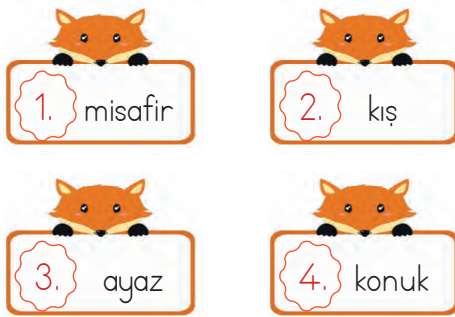 1. misafir
2. kış
3. ayaz
4. konuk